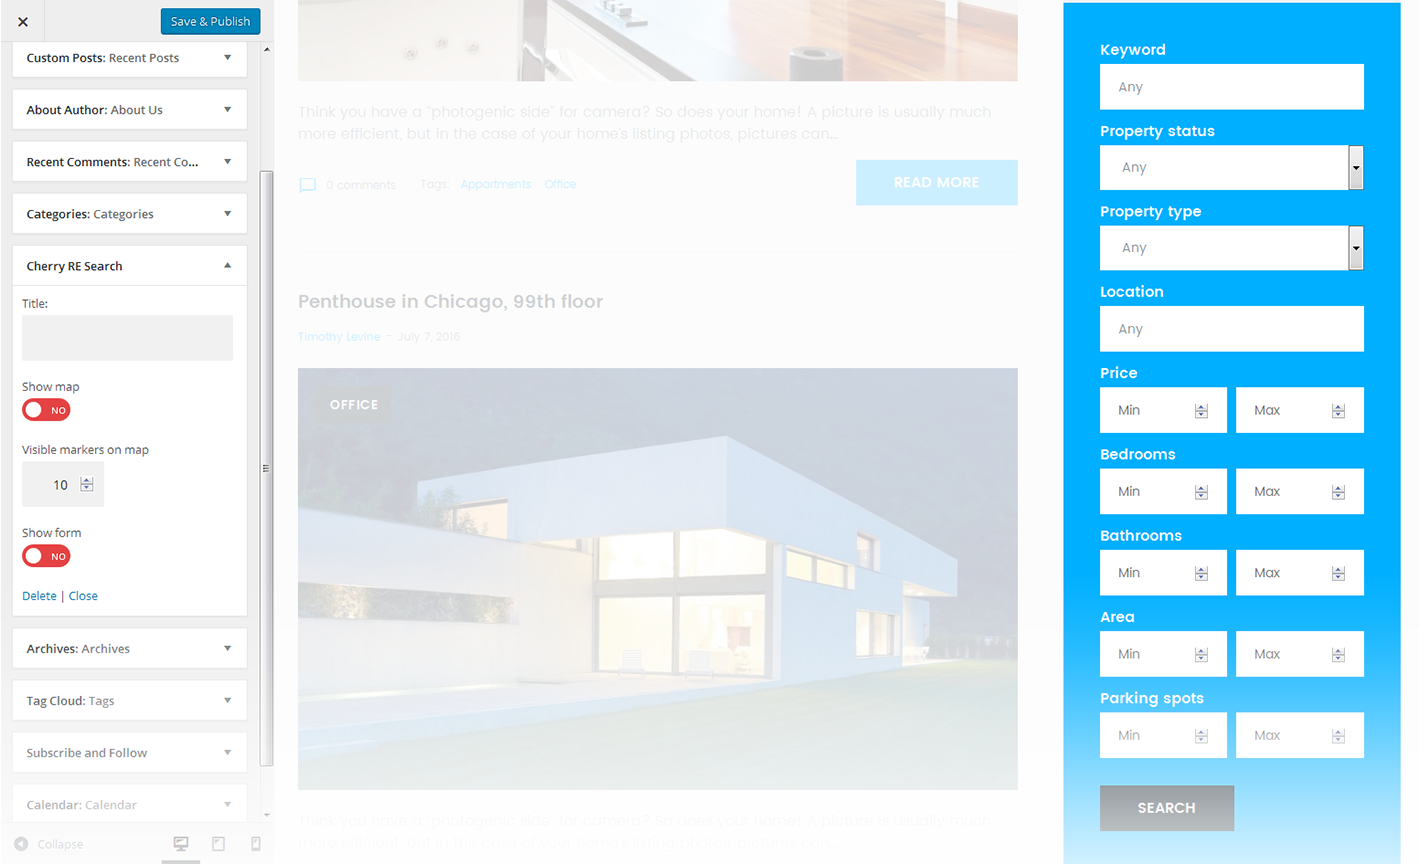 Save & Publish
Custom Posts: Recent Posts
About Author: About Us
Recent Comments: Recent Co...
Categories: Categories
Cherry RE Search
Title:
Show map
NO
Visible markers on map
10
Show form
NO
Delete | Close
Archives: Archives
Tag Cloud: Tags
Subscribe and Follow
Calendar: Calendar
Collapse
Think you have a “photogenic side” for camera? So does your home! A picture is usually much
more efficient, but in the case of your home's listing photos, pictures can...
0 comments
Tags:
Appartments
Office
READ MORE
Penthouse in Chicago, 99th floor
Timothy Levine – July 7, 2016
OFFICE
Think you have a “photogenic side” for camera? So does your home! A picture is usually much
more efficient, but in the case of your home's listing photos, pictures can...
Keyword
Any
Property status
Any
Property type
Any
Location
Any
Price
Min
Max
Bedrooms
Min
Max
Bathrooms
Min
Max
Area
Min
Max
Parking spots
Min
Max
SEARCH